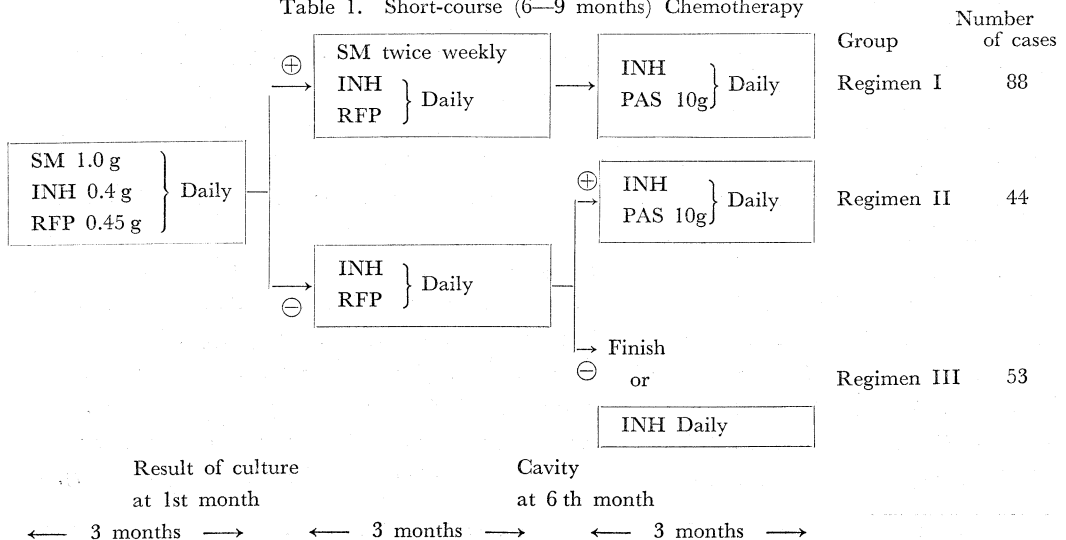 Table 1. Short-course (6—9 months) Chemotherapy
Group Number of cases
SM 1.0 g
INH 0.4 g
RFP 0.45 g
Daily
⊕
SM twice weekly
INH
RFP
Daily
INH
PAS 10g
Daily
Regimen I 88
⊖
INH
RFP
Daily
⊕
INH
PAS 10g
Daily
Regimen II 44
⊖
Finish
or
INH Daily
Regimen III 53
Result of culture
at 1st month
Cavity
at 6 th month
← 3 months → ← 3 months → ← 3 months →